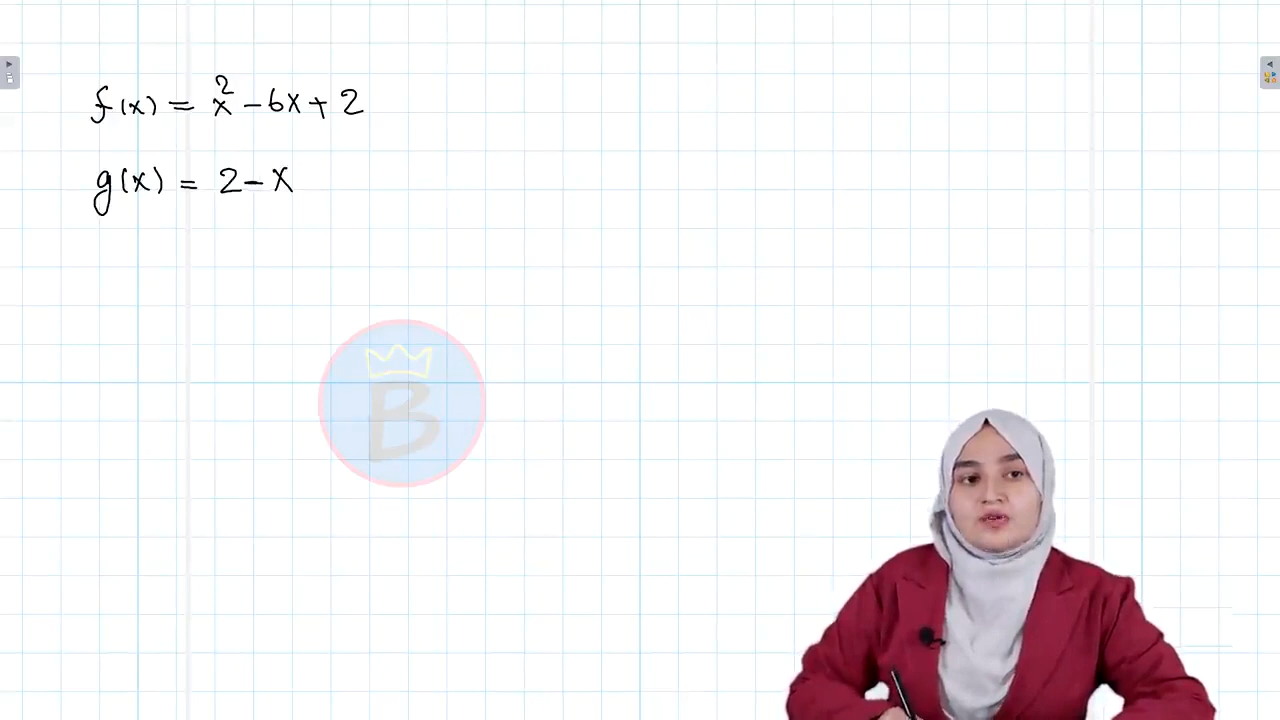 f(x) = x² - 6x + 2
g(x) = 2 - x
B